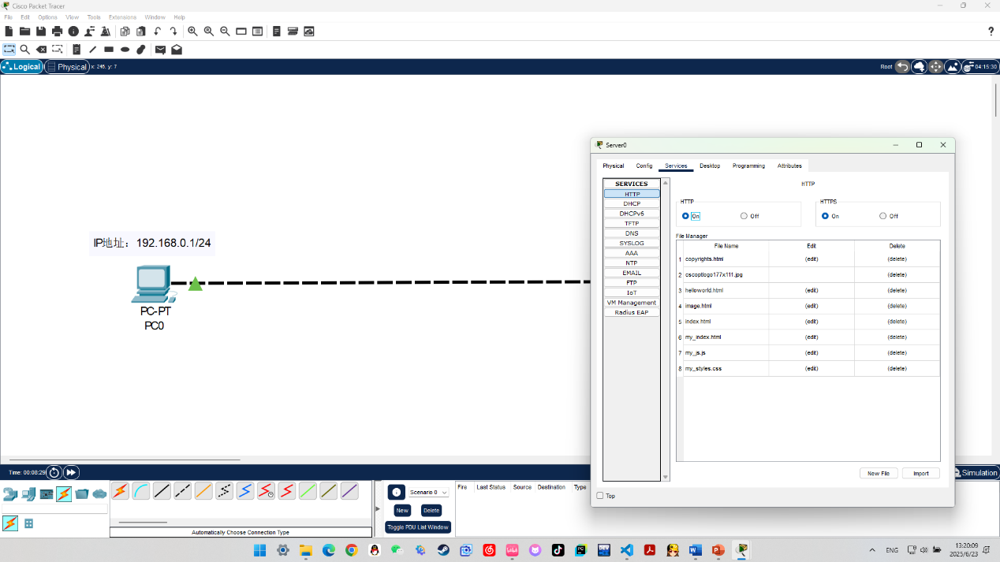 Cisco Packet Tracer
File Edit Options View Tools Extensions Window Help
?
Logical Physical x: 246, y: 7 Root 04:15:30
IP地址：192.168.0.1/24
PC-PT
PC0
Server0
Physical Config Services Desktop Programming Attributes
SERVICES
HTTP
DHCP
DHCPv6
TFTP
DNS
SYSLOG
AAA
NTP
EMAIL
FTP
IoT
VM Management
Radius EAP
HTTP
HTTP HTTPS
On Off On Off
File Manager
File Name Edit Delete
1 copyrights.html (edit) (delete)
2 cscoptlogo177x111.jpg (delete)
3 helloworld.html (edit) (delete)
4 image.html (edit) (delete)
5 index.html (edit) (delete)
6 my_index.html (edit) (delete)
7 my_js.js (edit) (delete)
8 my_styles.css (edit) (delete)
New File Import
Top
Time: 00:08:29 Simulation
Scenario 0
New Delete
Toggle PDU List Window
Fire Last Status Source Destination Type
Automatically Choose Connection Type
ENG
13:20:09
2025/6/23